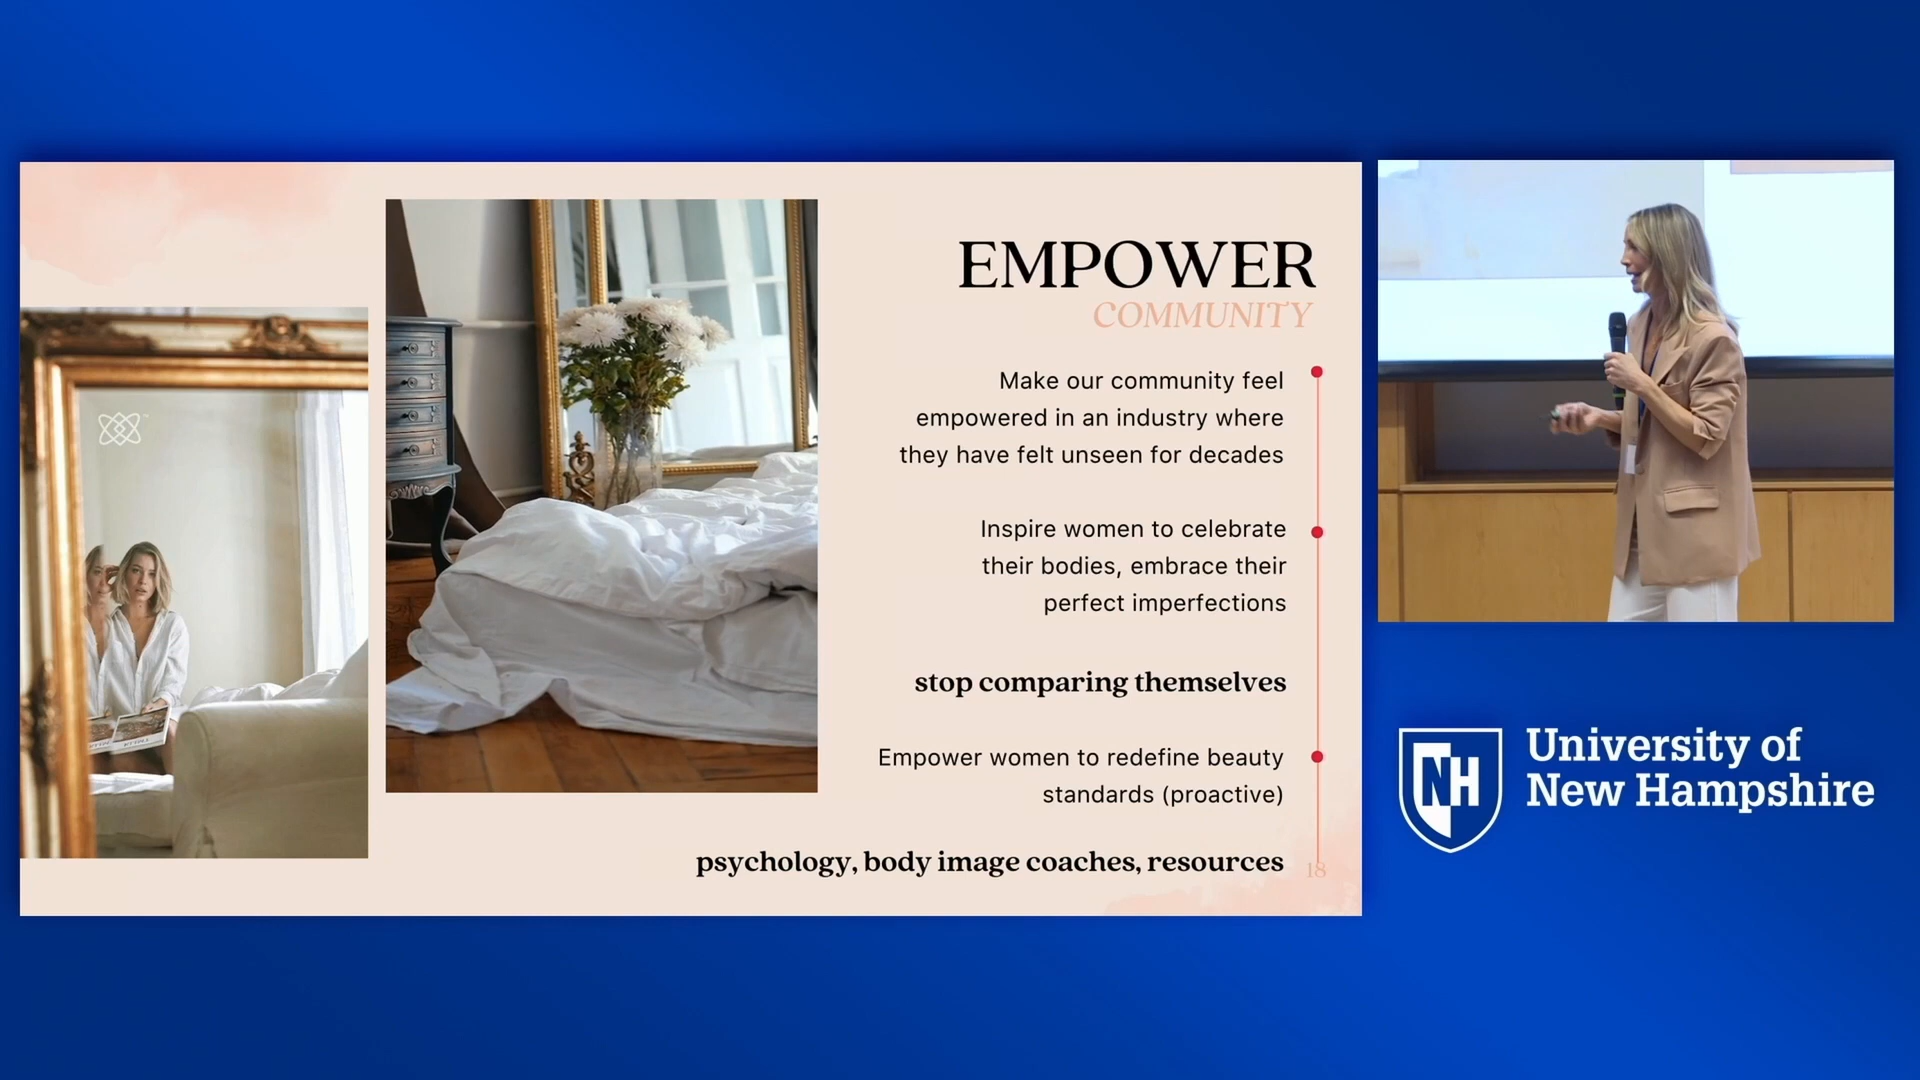 EMPOWER
COMMUNITY
Make our community feel
empowered in an industry where
they have felt unseen for decades
Inspire women to celebrate
their bodies, embrace their
perfect imperfections
stop comparing themselves
Empower women to redefine beauty
standards (proactive)
psychology, body image coaches, resources
18
NH
University of
New Hampshire